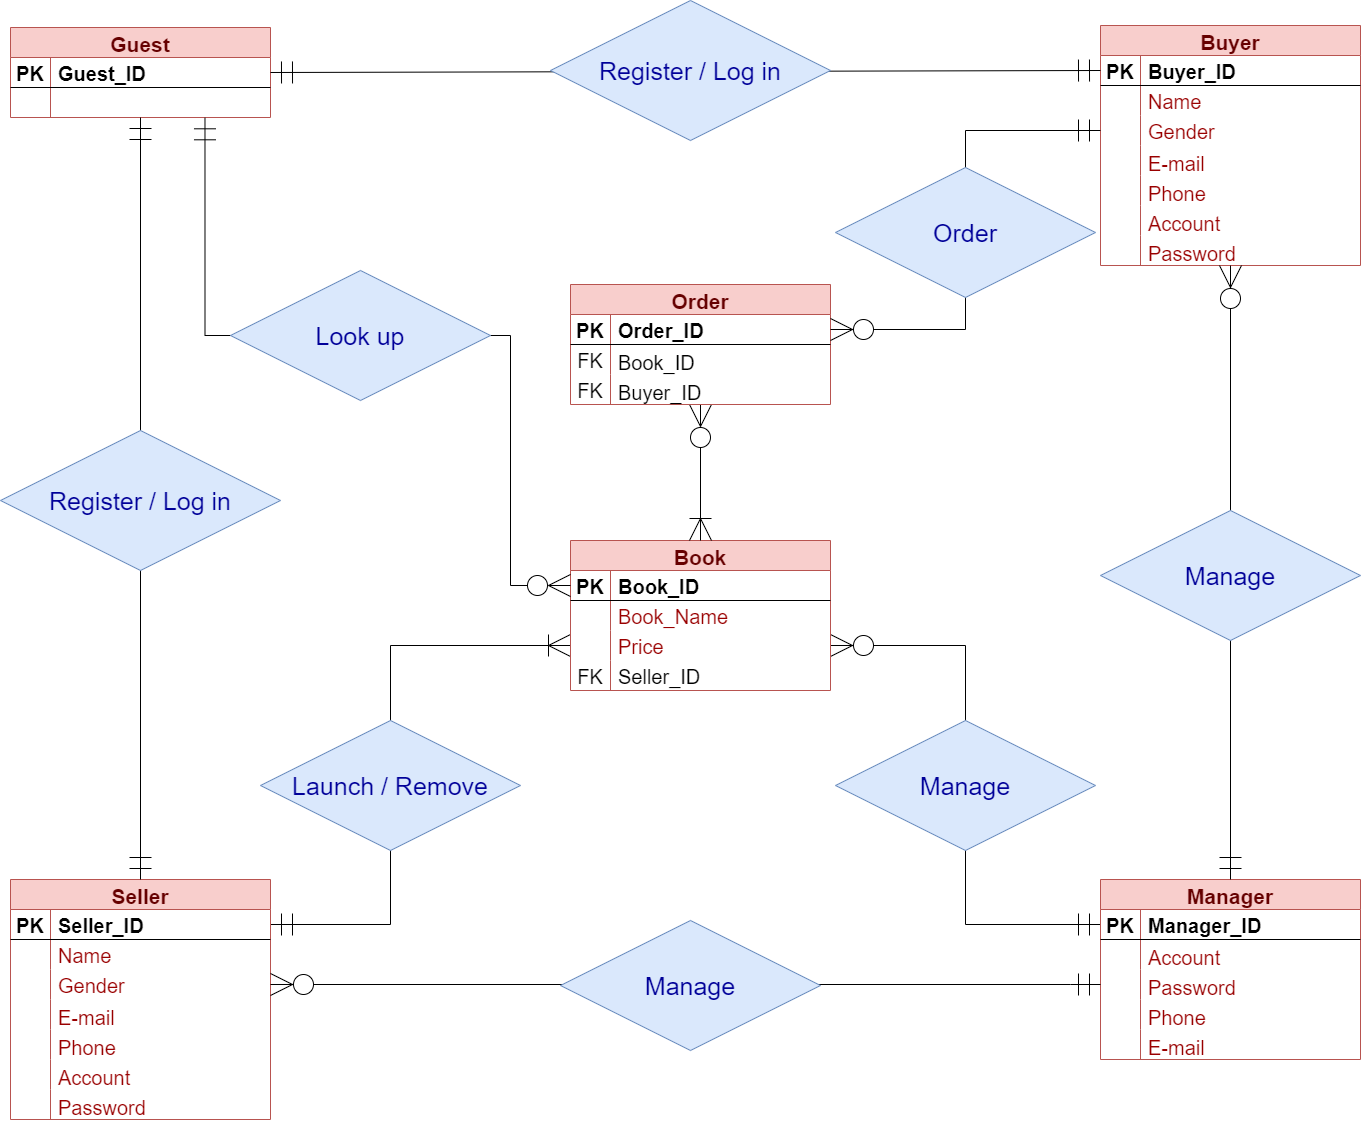 Guest
PK Guest_ID
Register / Log in
Buyer
PK Buyer_ID
Name
Gender
E-mail
Phone
Account
Password
Order
Look up
Order
PK Order_ID
FK Book_ID
FK Buyer_ID
Register / Log in
Book
PK Book_ID
Book_Name
Price
FK Seller_ID
Manage
Launch / Remove
Manage
Seller
PK Seller_ID
Name
Gender
E-mail
Phone
Account
Password
Manage
Manager
PK Manager_ID
Account
Password
Phone
E-mail